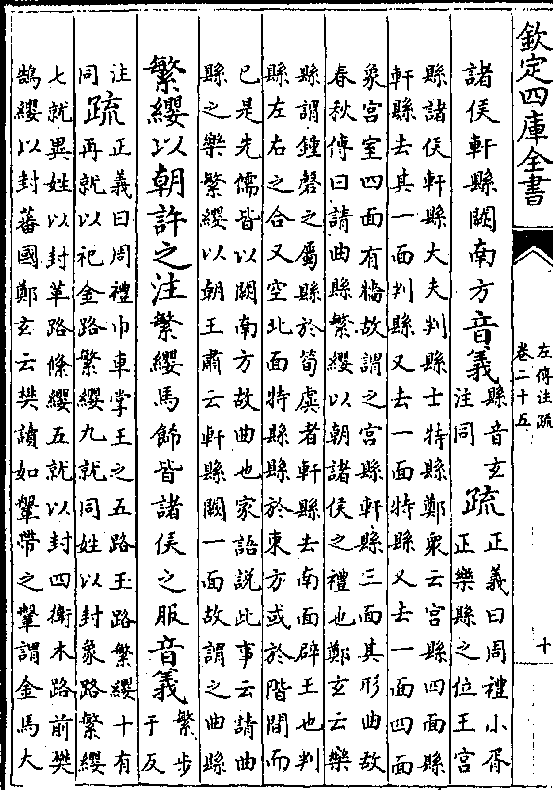 欽定四庫全書
左傳注疏
卷二十五
十
諸侯軒縣闕南方音義縣音玄
注同疏正義曰周禮小胥
正樂縣之位王宮
縣諸侯軒縣大夫判縣士特縣鄭衆云宮縣四面縣
軒縣去其一面判縣又去一面特縣又去一面四面
象宮室四面有牆故謂之宮縣軒縣三面其形曲故
春秋傳曰請曲縣繁纓以朝諸侯之禮也鄭玄云樂
縣謂鐘磬之屬縣於筍虡者軒縣去南面辟王也判
縣左右之合又空北面特縣縣於東方或於階間而
已是先儒皆以闕南方故曲也家語說此事云請曲
縣之樂繁纓以朝王肅云軒縣闕一面故謂之曲縣
繁纓以朝許之注繁纓馬飾皆諸侯之服音義繁步
于反
注
同疏正義曰周禮巾車掌王之五路玉路繁纓十有
再就以祀金路繁纓九就同姓以封象路繁纓
七就異姓以封革路條纓五就以封四衛木路前樊
鵠纓以封蕃國鄭玄云樊讀如鞶帶之鞶謂金馬大